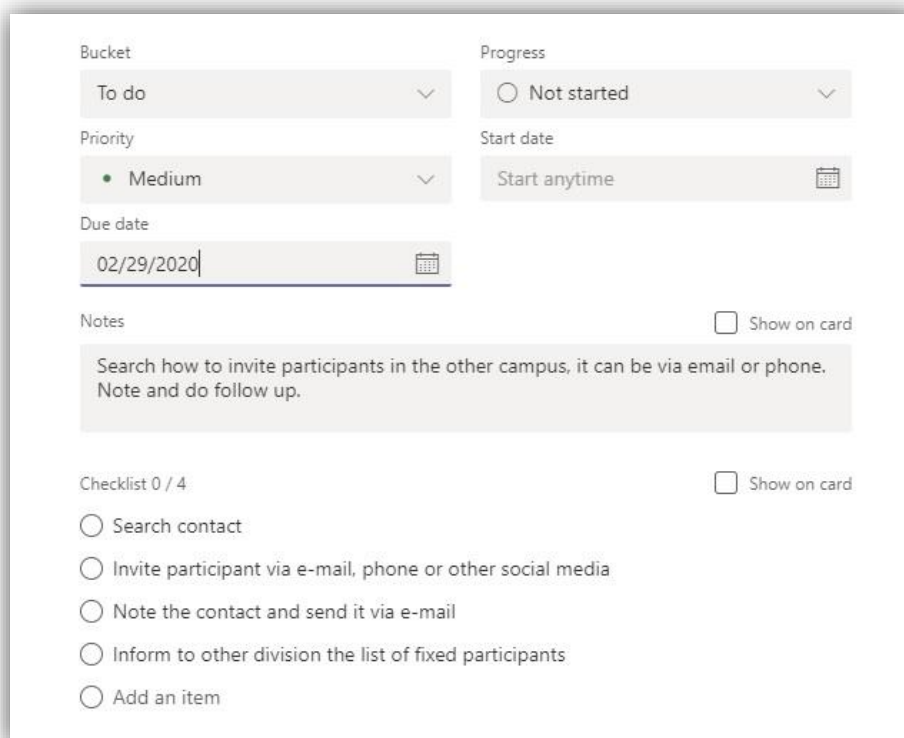 Bucket
Progress
To do
Not started
Priority
Start date
Medium
Start anytime
Due date
02/29/2020
Notes
Show on card
Search how to invite participants in the other campus, it can be via email or phone.
Note and do follow up.
Checklist 0 / 4
Show on card
Search contact
Invite participant via e-mail, phone or other social media
Note the contact and send it via e-mail
Inform to other division the list of fixed participants
Add an item